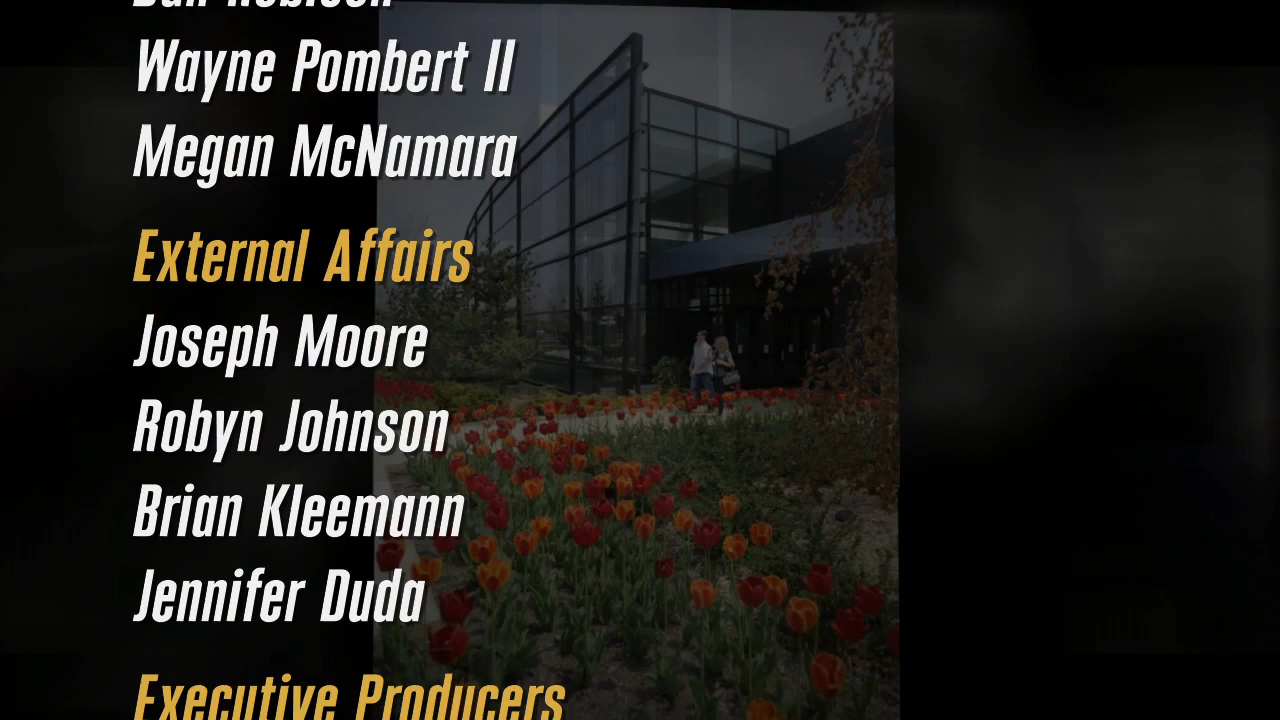 Wayne Pombert II
Megan McNamara
External Affairs
Joseph Moore
Robyn Johnson
Brian Kleemann
Jennifer Duda
Executive Producers